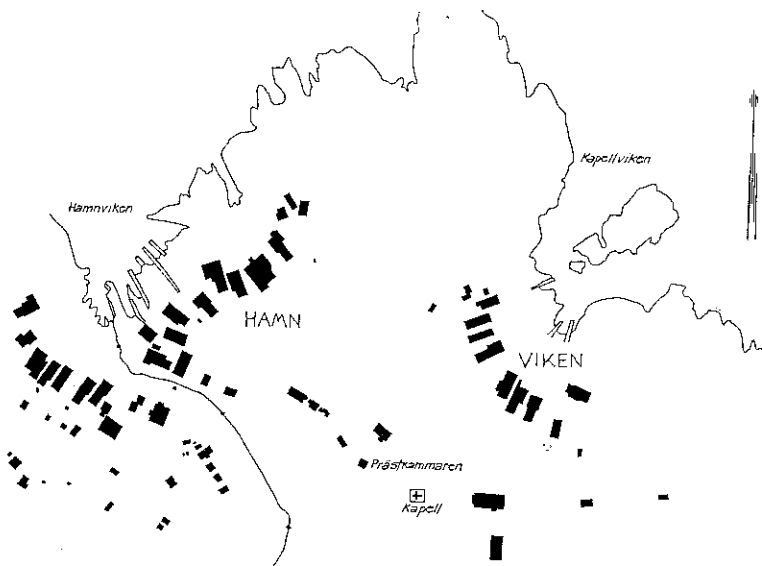 Kapellviken
Hamnviken
HAMN
VIKEN
Prästkammaren
Kapell